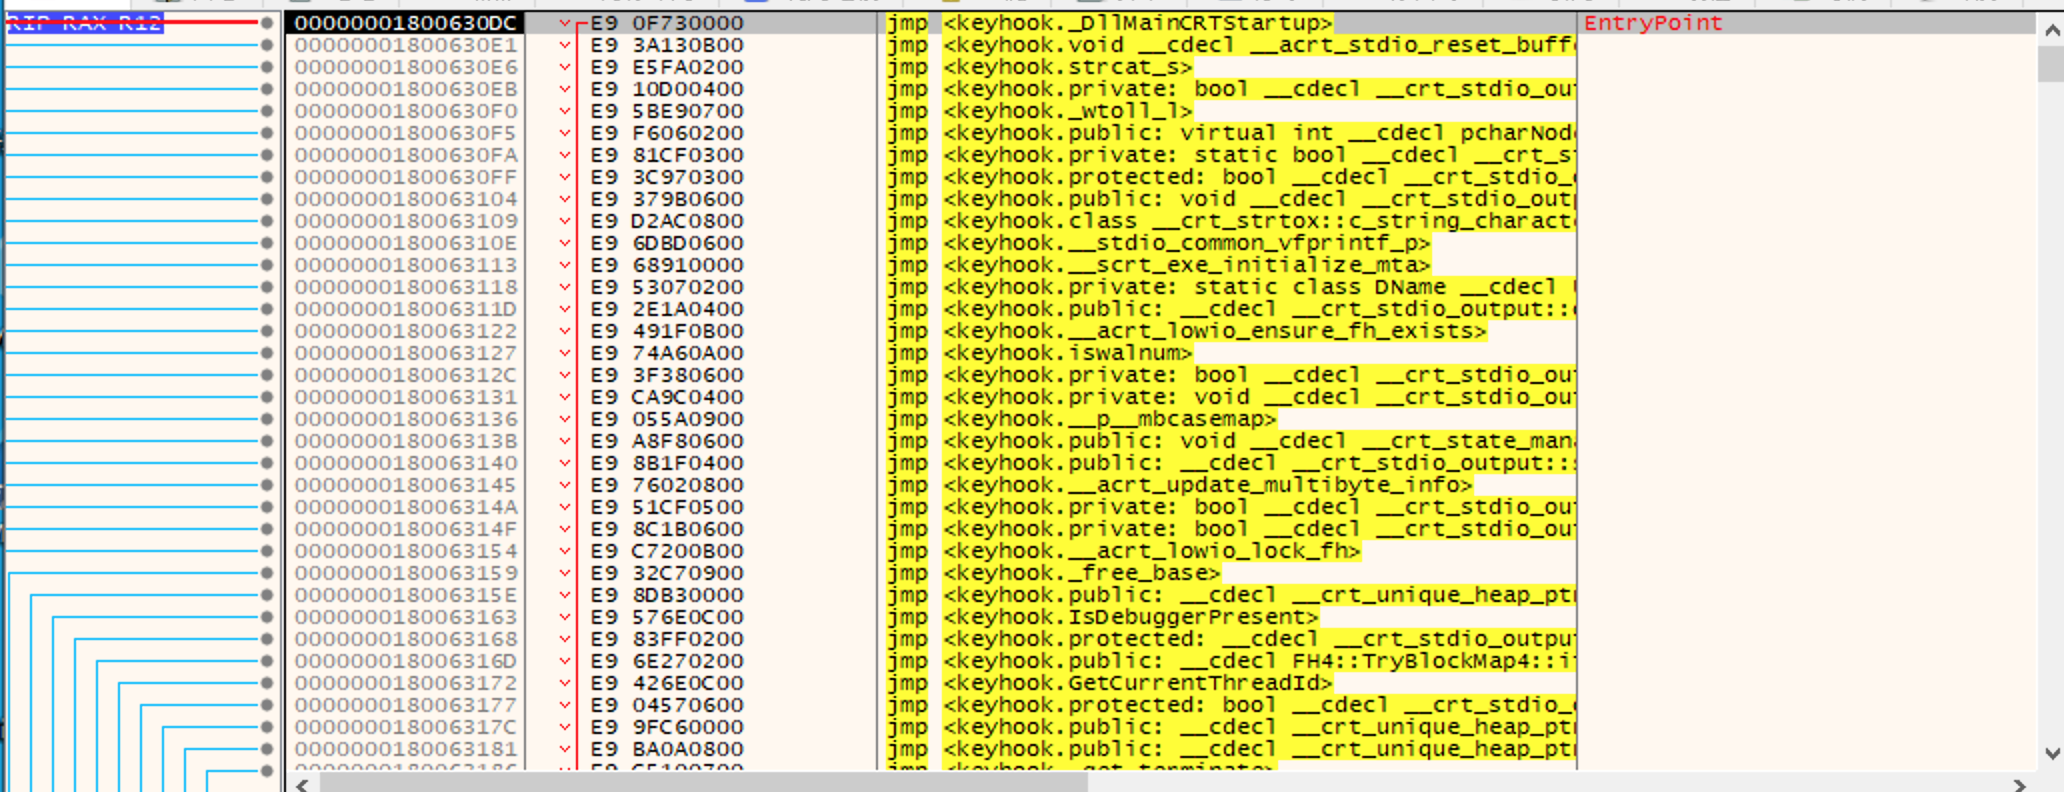 RIP RAX R12 00000001800630DC E9 0F730000 jmp <keyhook._DllMainCRTStartup> EntryPoint
00000001800630E1 E9 3A130B00 jmp <keyhook.void __cdecl __acrt_stdio_reset_buff
00000001800630E6 E9 E5FA0200 jmp <keyhook.strcat_s>
00000001800630EB E9 10D00400 jmp <keyhook.private: bool __cdecl __crt_stdio_ou
00000001800630F0 E9 5BE90700 jmp <keyhook._wtoll_l>
00000001800630F5 E9 F6060200 jmp <keyhook.public: virtual int __cdecl pcharNod
00000001800630FA E9 81CF0300 jmp <keyhook.private: static bool __cdecl __crt_s
00000001800630FF E9 3C970300 jmp <keyhook.protected: bool __cdecl __crt_stdio_
0000000180063104 E9 379B0600 jmp <keyhook.public: void __cdecl __crt_stdio_out
0000000180063109 E9 D2AC0800 jmp <keyhook.class __crt_strtox::c_string_charact
000000018006310E E9 6DBD0600 jmp <keyhook.__stdio_common_vfprintf_p>
0000000180063113 E9 68910000 jmp <keyhook.__scrt_exe_initialize_mta>
0000000180063118 E9 53070200 jmp <keyhook.private: static class DName __cdecl
000000018006311D E9 2E1A0400 jmp <keyhook.public: __cdecl __crt_stdio_output::
0000000180063122 E9 491F0B00 jmp <keyhook.__acrt_lowio_ensure_fh_exists>
0000000180063127 E9 74A60A00 jmp <keyhook.iswalnum>
000000018006312C E9 3F380600 jmp <keyhook.private: bool __cdecl __crt_stdio_ou
0000000180063131 E9 CA9C0400 jmp <keyhook.private: void __cdecl __crt_stdio_ou
0000000180063136 E9 055A0900 jmp <keyhook.__p__mbcasemap>
000000018006313B E9 A8F80600 jmp <keyhook.public: void __cdecl __crt_state_man
0000000180063140 E9 8B1F0400 jmp <keyhook.public: __cdecl __crt_stdio_output::
0000000180063145 E9 76020800 jmp <keyhook.__acrt_update_multibyte_info>
000000018006314A E9 51CF0500 jmp <keyhook.private: bool __cdecl __crt_stdio_ou
000000018006314F E9 8C1B0600 jmp <keyhook.private: bool __cdecl __crt_stdio_ou
0000000180063154 E9 C7200B00 jmp <keyhook.__acrt_lowio_lock_fh>
0000000180063159 E9 32C70900 jmp <keyhook._free_base>
000000018006315E E9 8DB30000 jmp <keyhook.public: __cdecl __crt_unique_heap_pt
0000000180063163 E9 576E0C00 jmp <keyhook.IsDebuggerPresent>
0000000180063168 E9 83FF0200 jmp <keyhook.protected: __cdecl __crt_stdio_outpu
000000018006316D E9 6E270200 jmp <keyhook.public: __cdecl FH4::TryBlockMap4::i
0000000180063172 E9 426E0C00 jmp <keyhook.GetCurrentThreadId>
0000000180063177 E9 04570600 jmp <keyhook.protected: bool __cdecl __crt_stdio_
000000018006317C E9 9FC60000 jmp <keyhook.public: __cdecl __crt_unique_heap_pt
0000000180063181 E9 BA0A0800 jmp <keyhook.public: __cdecl __crt_unique_heap_pt